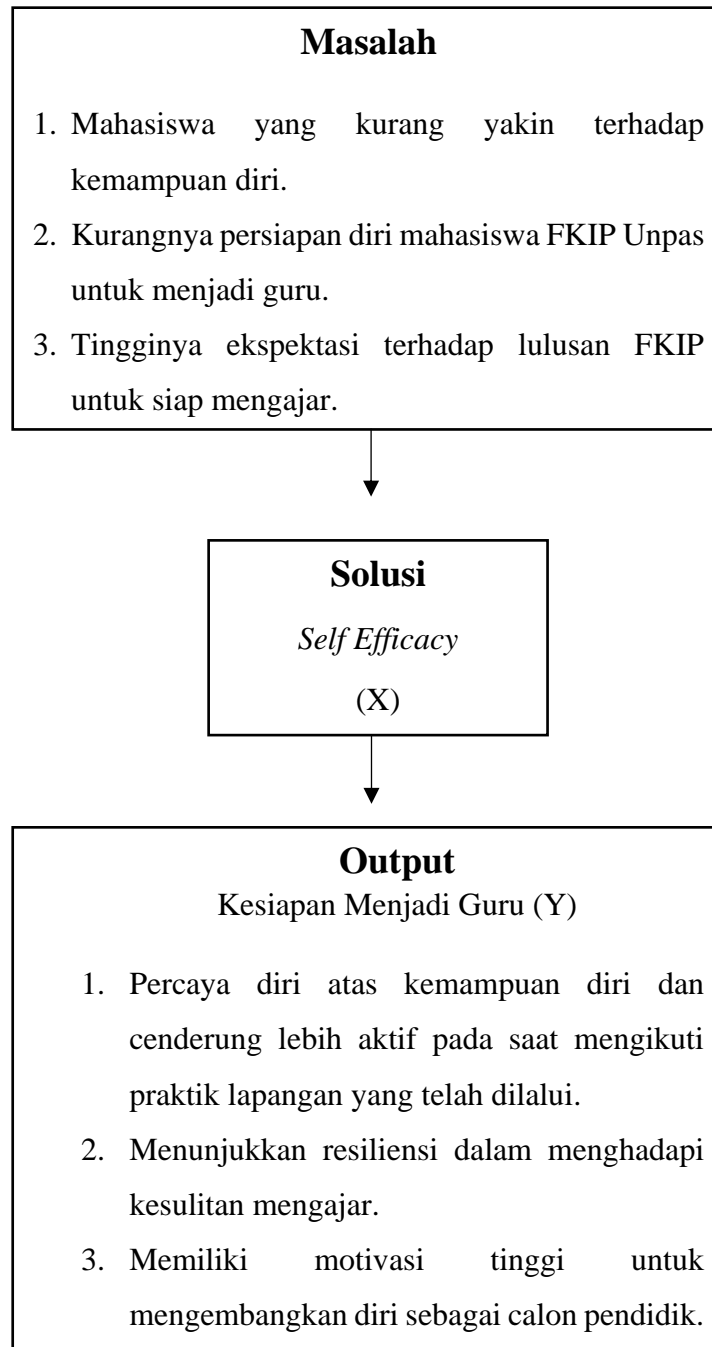 Masalah
1. Mahasiswa yang kurang yakin terhadap
kemampuan diri.
2. Kurangnya persiapan diri mahasiswa FKIP Unpas
untuk menjadi guru.
3. Tingginya ekspektasi terhadap lulusan FKIP
untuk siap mengajar.
Solusi
Self Efficacy
(X)
Output
Kesiapan Menjadi Guru (Y)
1. Percaya diri atas kemampuan diri dan
cenderung lebih aktif pada saat mengikuti
praktik lapangan yang telah dilalui.
2. Menunjukkan resiliensi dalam menghadapi
kesulitan mengajar.
3. Memiliki motivasi tinggi untuk
mengembangkan diri sebagai calon pendidik.